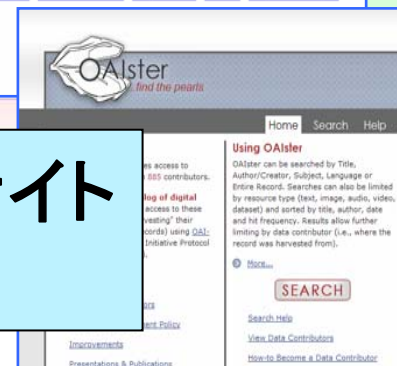 OAIster
...find the pearls
Home Search Help
イト
es access to
885 contributors.
log of digital
access to these
vesting" their
cords) using OAI-
Initiative Protocol
ors
ent Policy
Improvements
Presentations & Publications
Using OAIster
OAIster can be searched by Title,
Author/Creator, Subject, Language or
Entire Record. Searches can also be limited
by resource type (text, image, audio, video,
dataset) and sorted by title, author, date
and hit frequency. Results allow further
limiting by data contributor (i.e., where the
record was harvested from).
More...
SEARCH
Search Help
View Data Contributors
How-to Become a Data Contributor